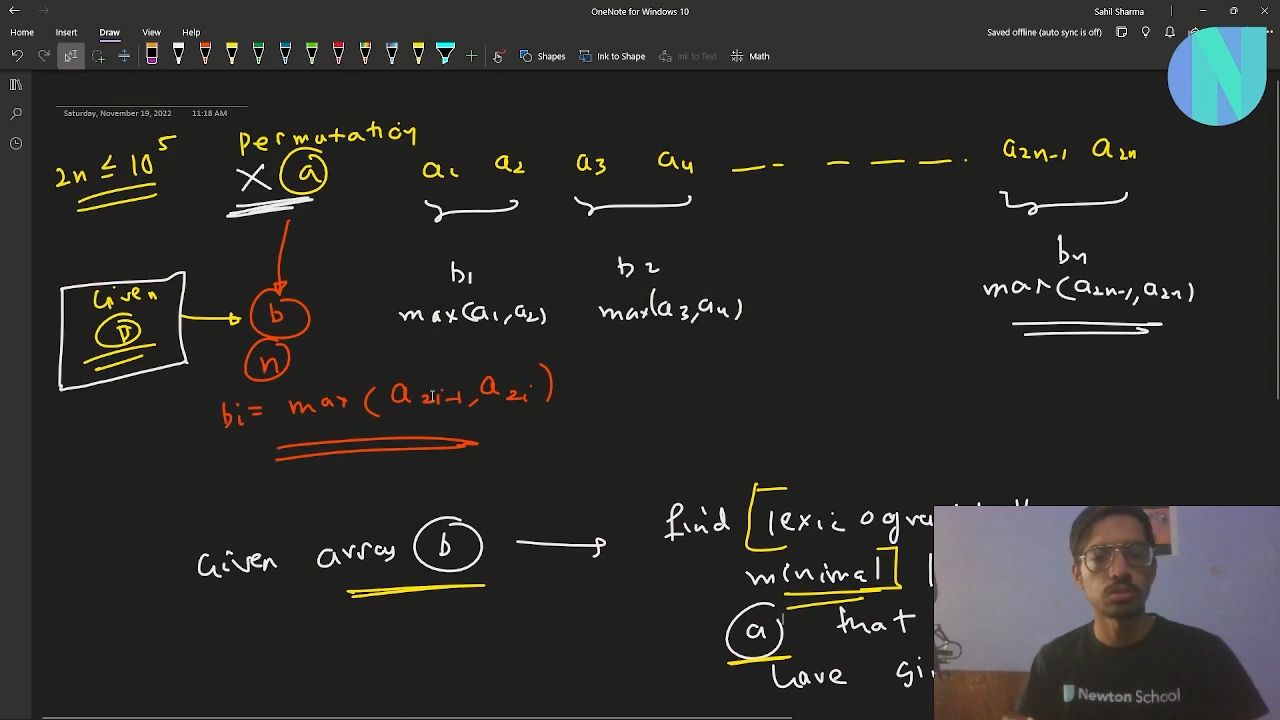 OneNote for Windows 10
Sahil Sharma
Home Insert Draw View Help
Saved offline (auto sync is off)
Shapes Ink to Shape Ink to Text Math
Saturday, November 19, 2022 11:18 AM
2n ≤ 10^5
Permutation
X a
a1 a2 a3 a4 -- - --- . a2n-1 a2n
b1
b2
bn
max(a1,a2) max(a3,a4) max(a2n-1,a2n)
Given
b
n
bi = max(a2i-1, a2i)
Given array b
find [lexic ogra
minimal]
a that
have
Newton School